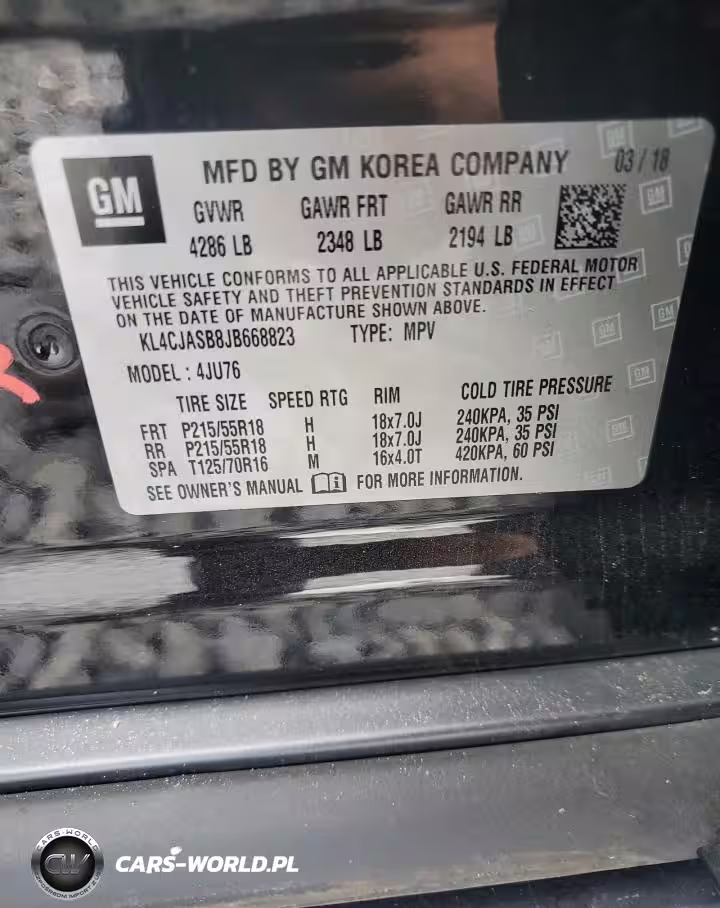 GM
MFD BY GM KOREA COMPANY 03/18
GVWR GAWR FRT GAWR RR
4286 LB 2348 LB 2194 LB
THIS VEHICLE CONFORMS TO ALL APPLICABLE U.S. FEDERAL MOTOR
VEHICLE SAFETY AND THEFT PREVENTION STANDARDS IN EFFECT
ON THE DATE OF MANUFACTURE SHOWN ABOVE.
KL4CJASB8JB668823 TYPE: MPV
MODEL : 4JU76
TIRE SIZE SPEED RTG RIM COLD TIRE PRESSURE
FRT P215/55R18 H 18x7.0J 240KPA, 35 PSI
RR P215/55R18 H 18x7.0J 240KPA, 35 PSI
SPA T125/70R16 M 16x4.0T 420KPA, 60 PSI
SEE OWNER'S MANUAL FOR MORE INFORMATION.
CARS-WORLD
CW
CARS-WORLD.PL